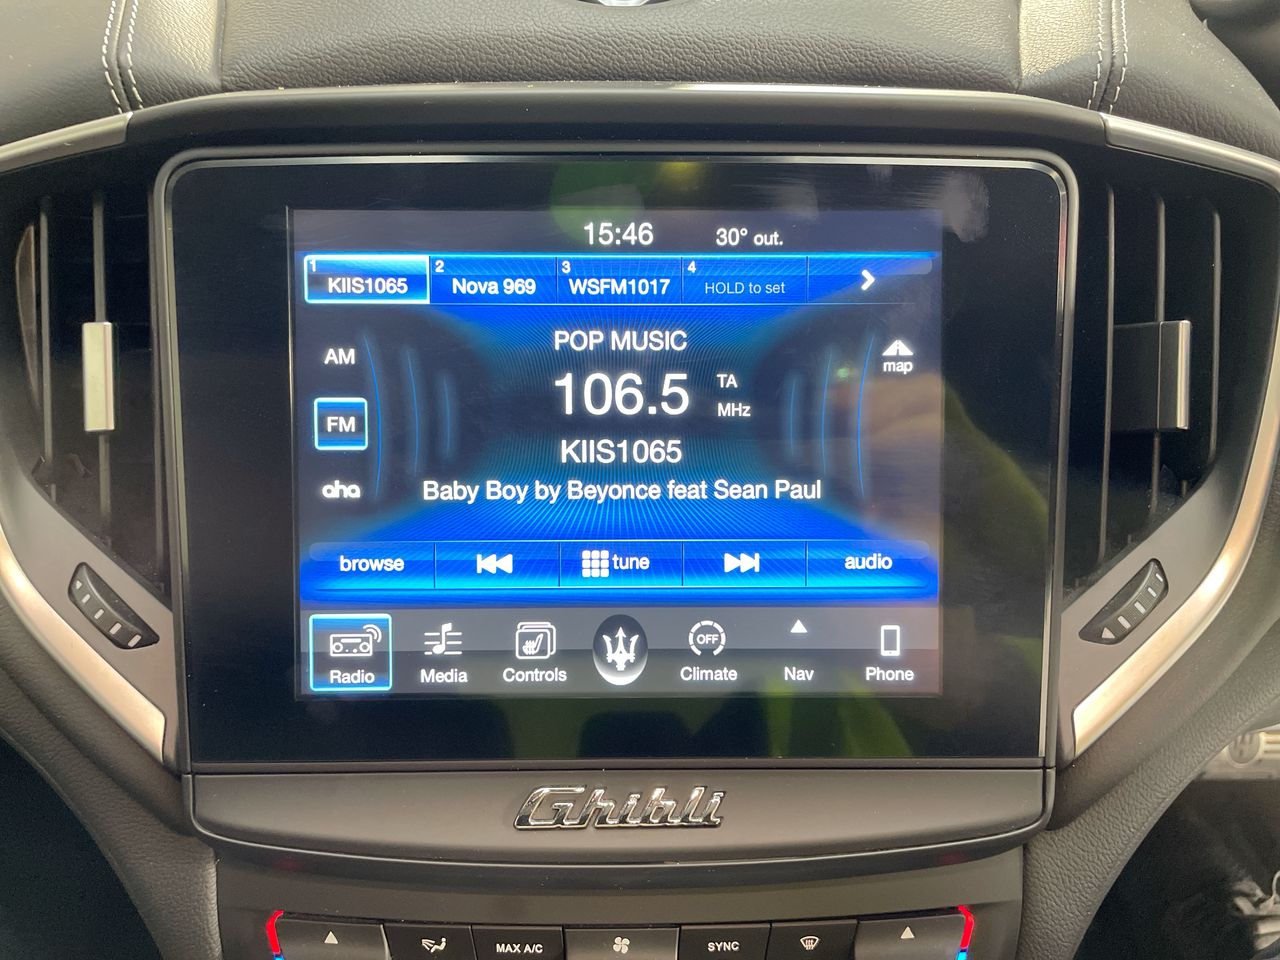 15:46 30° out.
1 KIIS1065 2 Nova 969 3 WSFM1017 4 HOLD to set
POP MUSIC
AM
106.5 TA MHz
map
FM
KIIS1065
aha
Baby Boy by Beyonce feat Sean Paul
browse tune audio
Radio Media Controls OFF Climate Nav Phone
Ghibli
MAX A/C SYNC